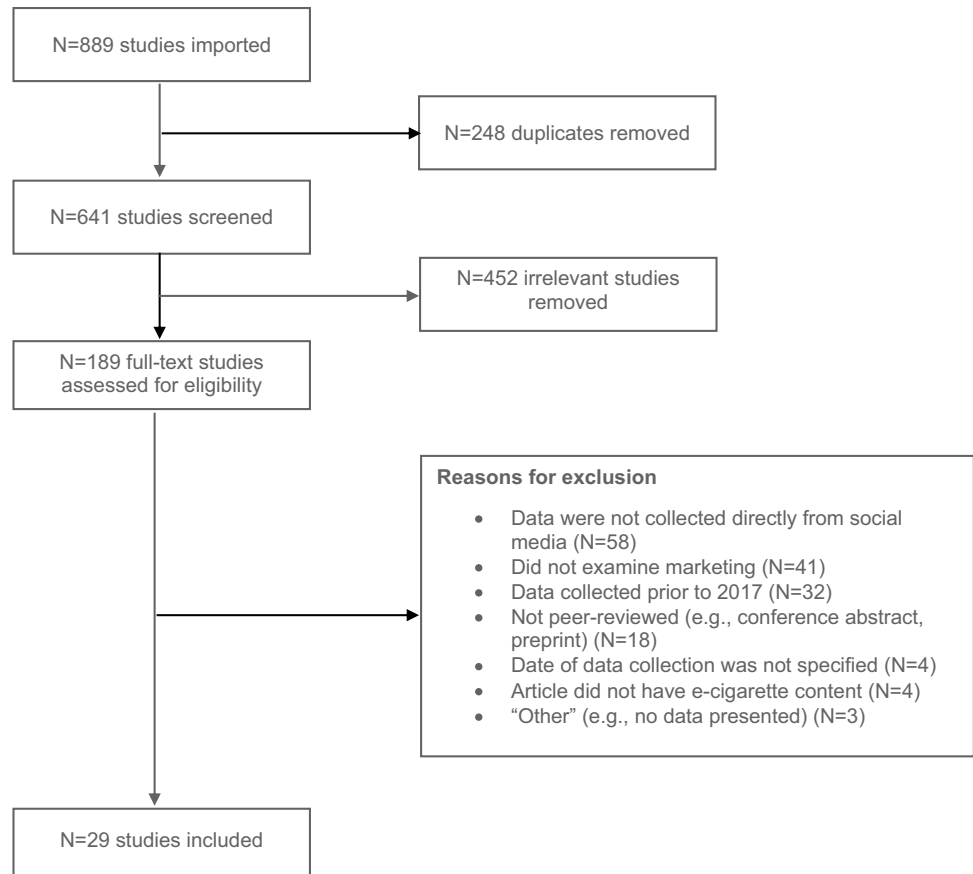 N=889 studies imported
N=248 duplicates removed
N=641 studies screened
N=452 irrelevant studies
removed
N=189 full-text studies
assessed for eligibility
Reasons for exclusion
• Data were not collected directly from social
media (N=58)
• Did not examine marketing (N=41)
• Data collected prior to 2017 (N=32)
• Not peer-reviewed (e.g., conference abstract,
preprint) (N=18)
• Date of data collection was not specified (N=4)
• Article did not have e-cigarette content (N=4)
• “Other” (e.g., no data presented) (N=3)
N=29 studies included